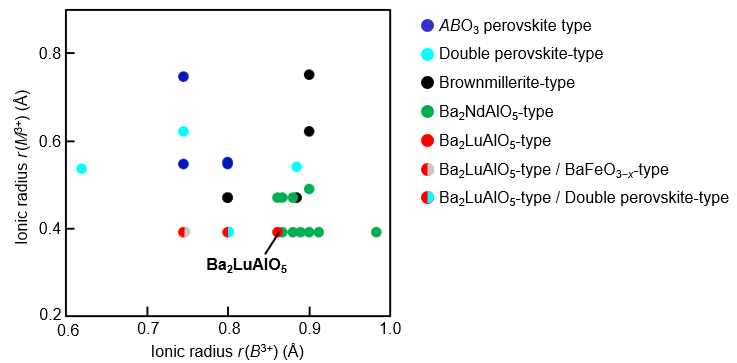 0.8
0.6
0.4
0.2
0.6
0.7
0.8
0.9
1.0
Ionic radius r(M³⁺) (Å)
Ionic radius r(B³⁺) (Å)
Ba₂LuAlO₅
ABO₃ perovskite type
Double perovskite-type
Brownmillerite-type
Ba₂NdAlO₅-type
Ba₂LuAlO₅-type
Ba₂LuAlO₅-type / BaFeO₃₋ₓ-type
Ba₂LuAlO₅-type / Double perovskite-type